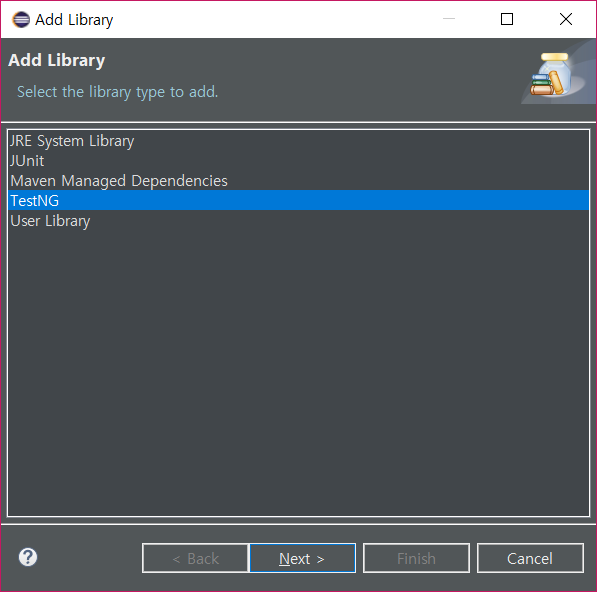 Add Library
Add Library
Select the library type to add.
JRE System Library
JUnit
Maven Managed Dependencies
TestNG
User Library
? < Back Next > Finish Cancel